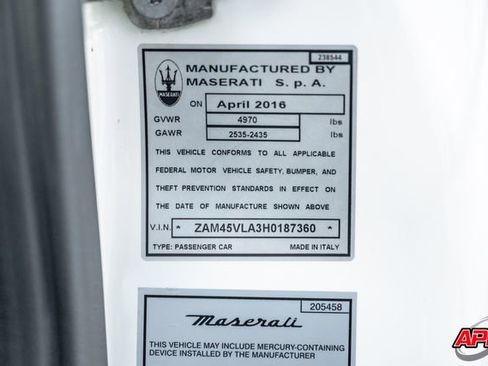 238544
MANUFACTURED BY
MASERATI S.p.A.
MASERATI
ON April 2016
GVWR 4970 lbs
GAWR 2535-2435 lbs
THIS VEHICLE CONFORMS TO ALL APPLICABLE
FEDERAL MOTOR VEHICLE SAFETY, BUMPER, AND
THEFT PREVENTION STANDARDS IN EFFECT ON
THE DATE OF MANUFACTURE SHOWN ABOVE
V.I.N. * ZAM45VLA3H0187360 *
TYPE: PASSENGER CAR MADE IN ITALY
205458
Maserati
THIS VEHICLE MAY INCLUDE MERCURY-CONTAINING
DEVICE INSTALLED BY THE MANUFACTURER